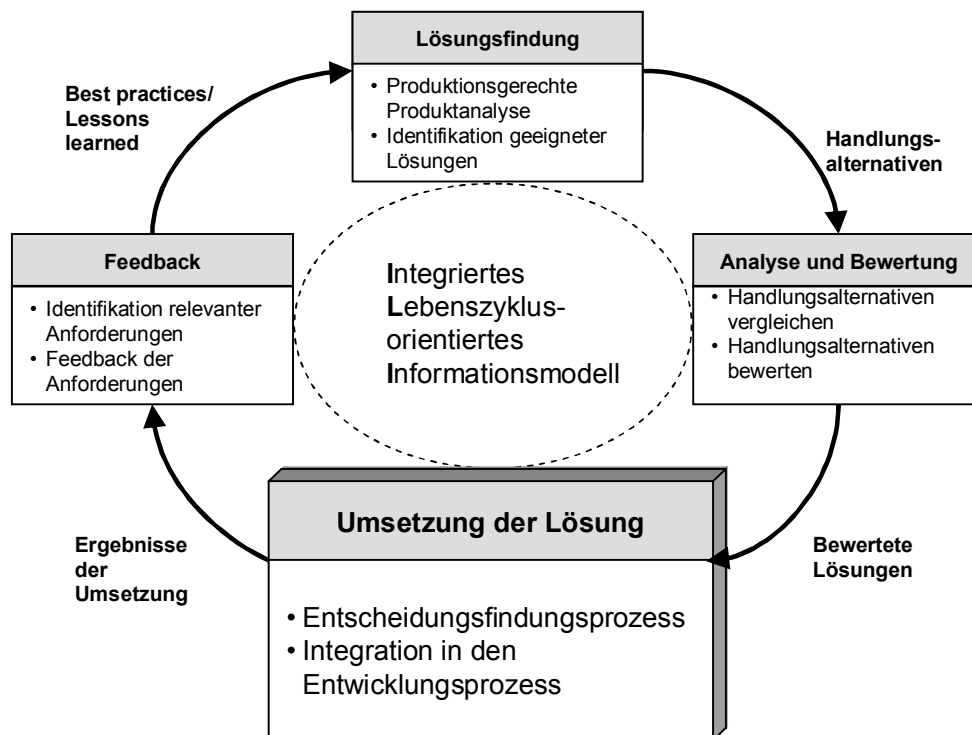 Lösungsfindung
• Produktionsgerechte
Produktanalyse
• Identifikation geeigneter
Lösungen
Best practices/
Lessons
learned
Handlungs-
alternativen
Feedback
• Identifikation relevanter
Anforderungen
• Feedback der
Anforderungen
Integriertes
Lebenszyklus-
orientiertes
Informationsmodell
Analyse und Bewertung
• Handlungsalternativen
vergleichen
• Handlungsalternativen
bewerten
Umsetzung der Lösung
• Entscheidungsfindungsprozess
• Integration in den
Entwicklungsprozess
Ergebnisse
der
Umsetzung
Bewertete
Lösungen